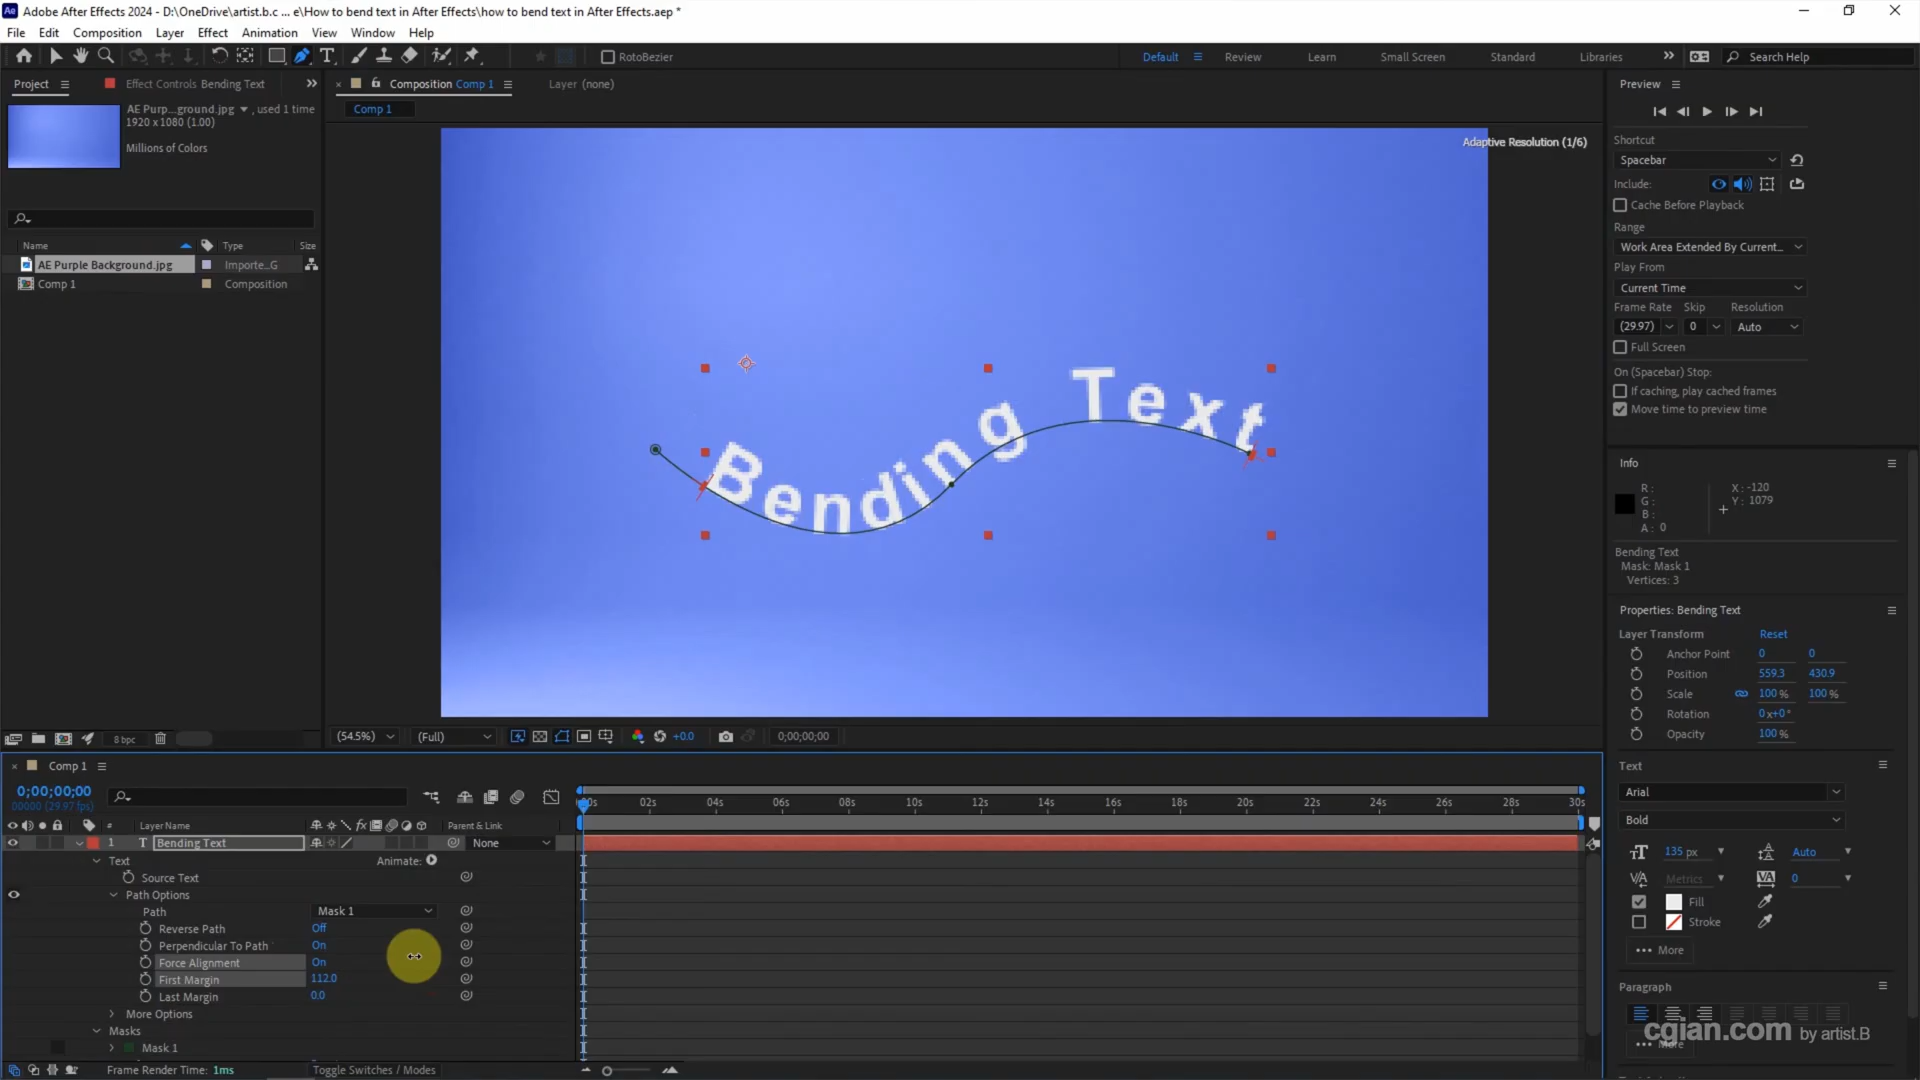 Adobe After Effects 2024 - D:\OneDrive\artist.b.c ... e\How to bend text in After Effects\how to bend text in After Effects.aep *
File Edit Composition Layer Effect Animation View Window Help
RotoBezier
Default Review Learn Small Screen Standard Libraries Search Help
Project Effect Controls Bending Text
AE Purp...ground.jpg , used 1 time
1920 x 1080 (1.00)
Millions of Colors
Name Type Size
AE Purple Background.jpg Importe...G
Comp 1 Composition
8 bpc
Composition Comp 1 Layer (none)
Comp 1
Adaptive Resolution (1/6)
Bending Text
(54.5%) (Full) +0.0 0;00;00;00
Preview
Shortcut
Spacebar
Include:
Cache Before Playback
Range
Work Area Extended By Current...
Play From
Current Time
Frame Rate Skip Resolution
(29.97) 0 Auto
Full Screen
On (Spacebar) Stop:
If caching, play cached frames
Move time to preview time
Info
R: X: -120
G: Y: 1079
B:
A: 0
Bending Text
Mask: Mask 1
Vertices: 3
Properties: Bending Text
Layer Transform Reset
Anchor Point 0 0
Position 559.3 430.9
Scale 100 % 100 %
Rotation 0x+0°
Opacity 100 %
Text
Arial
Bold
135 px Auto
Metrics 0
Fill
Stroke
More
Paragraph
More
cgian.com by artist.B
Comp 1
0;00;00;00
00000 (29.97 fps)
00s 02s 04s 06s 08s 10s 12s 14s 16s 18s 20s 22s 24s 26s 28s 30s
# Layer Name Parent & Link
1 T Bending Text None
Text Animate:
Source Text
Path Options
Path Mask 1
Reverse Path Off
Perpendicular To Path On
Force Alignment On
First Margin 112.0
Last Margin 0.0
More Options
Masks
Mask 1
Frame Render Time: 1ms Toggle Switches / Modes